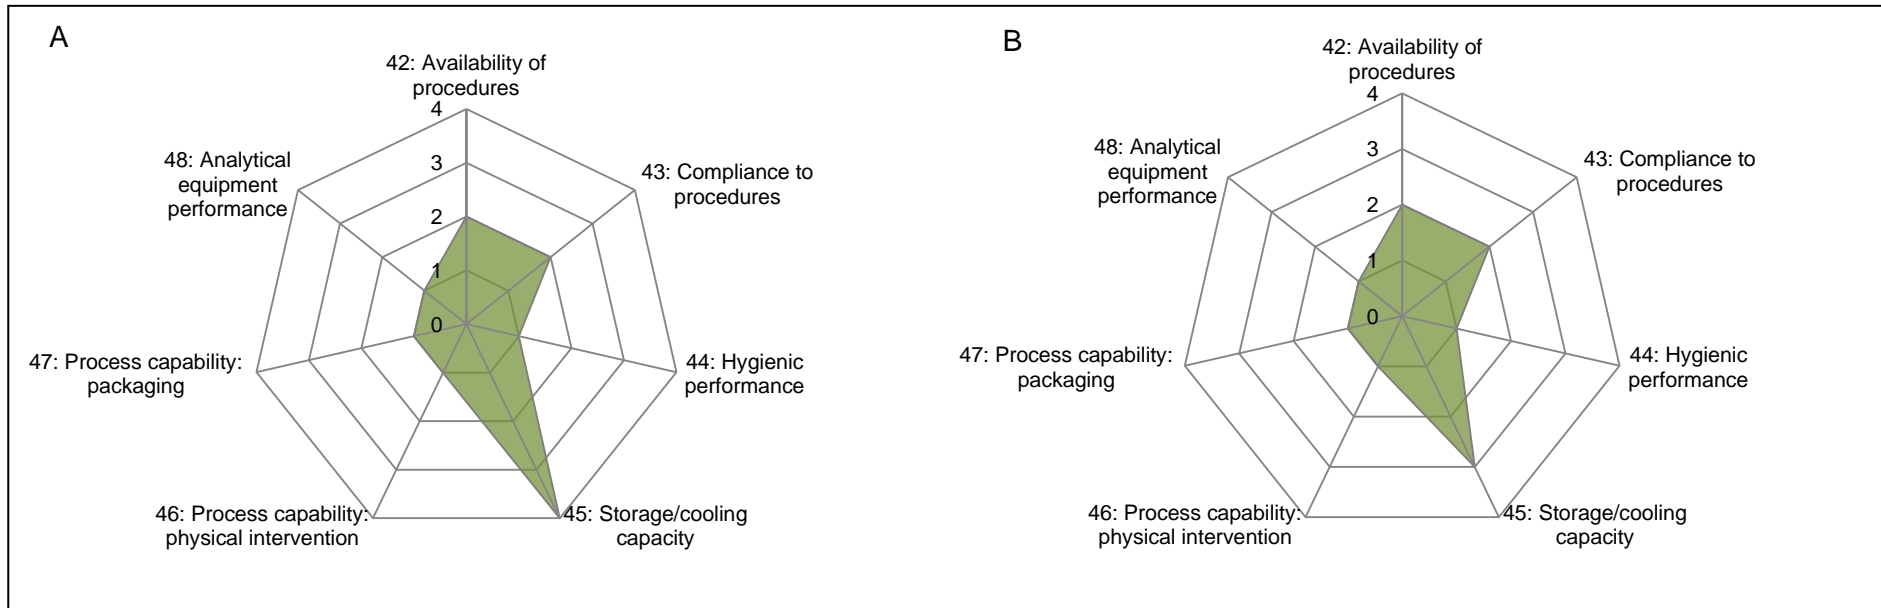 A
42: Availability of
procedures
4
3
2
1
0
43: Compliance to
procedures
44: Hygienic
performance
45: Storage/cooling
capacity
46: Process capability:
physical intervention
47: Process capability:
packaging
48: Analytical
equipment
performance
B
42: Availability of
procedures
4
3
2
1
0
43: Compliance to
procedures
44: Hygienic
performance
45: Storage/cooling
capacity
46: Process capability:
physical intervention
47: Process capability:
packaging
48: Analytical
equipment
performance